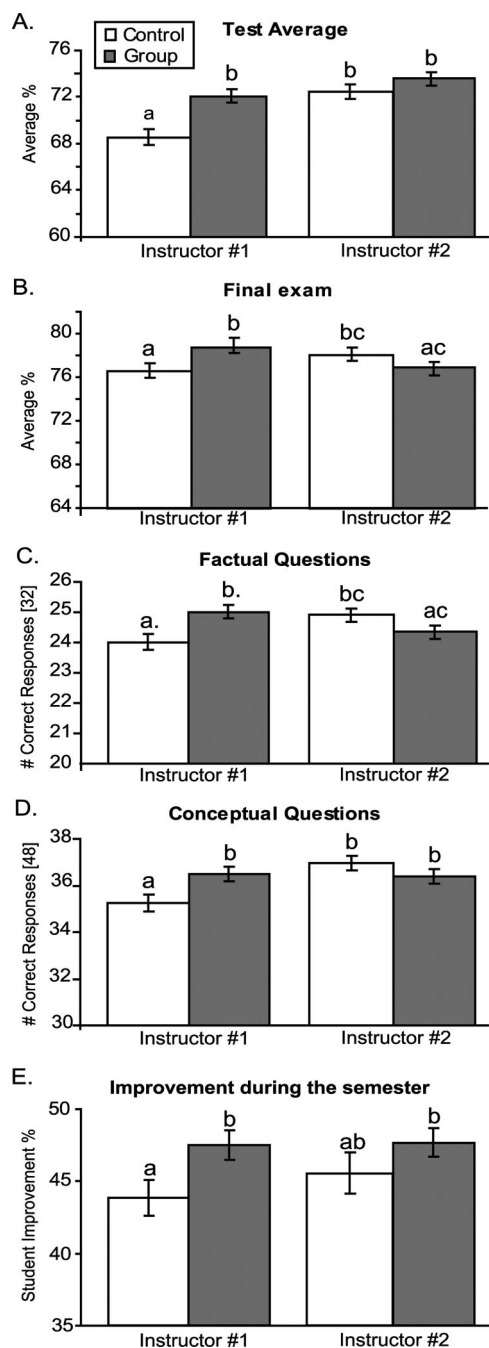 A.
Test Average
Control
Group
Average %
76
72
68
64
60
a
b
b
b
Instructor #1
Instructor #2
B.
Final exam
Average %
80
76
72
68
64
a
b
bc
ac
Instructor #1
Instructor #2
C.
Factual Questions
# Correct Responses [32]
26
25
24
23
22
21
20
a.
b.
bc
ac
Instructor #1
Instructor #2
D.
Conceptual Questions
# Correct Responses [48]
38
36
34
32
30
a
b
b
b
Instructor #1
Instructor #2
E.
Improvement during the semester
Student Improvement %
50
45
40
35
a
b
ab
b
Instructor #1
Instructor #2